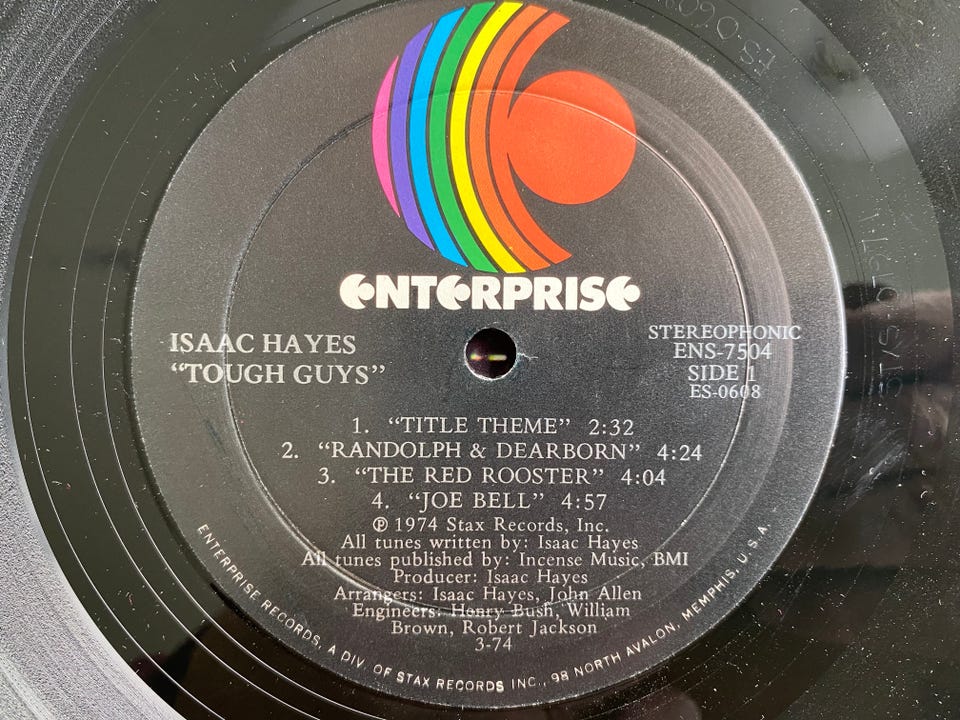 ENTERPRISE
ISAAC HAYES
"TOUGH GUYS"
STEREOPHONIC
ENS-7504
SIDE 1
ES-0608
1. "TITLE THEME" 2:32
2. "RANDOLPH & DEARBORN" 4:24
3. "THE RED ROOSTER" 4:04
4. "JOE BELL" 4:57
℗ 1974 Stax Records, Inc.
All tunes written by: Isaac Hayes
All tunes published by: Incense Music, BMI
Producer: Isaac Hayes
Arrangers: Isaac Hayes, John Allen
Engineers: Henry Bush, William
Brown, Robert Jackson
3-74
ENTERPRISE RECORDS, A DIV. OF STAX RECORDS INC., 98 NORTH AVALON, MEMPHIS, U.S.A.